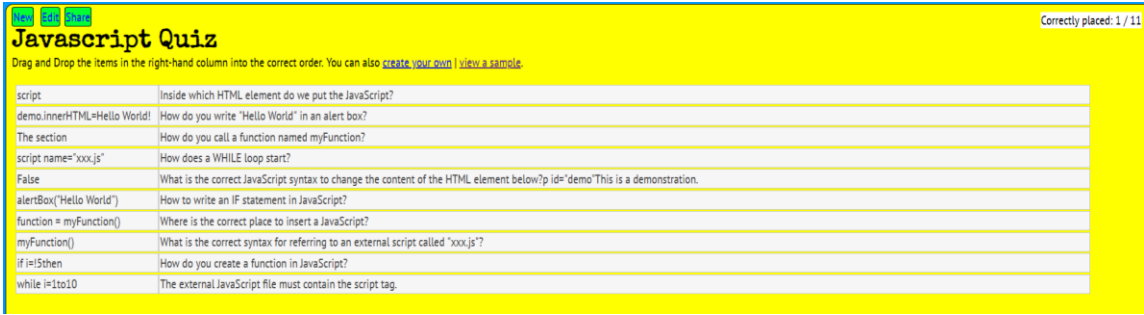 New Edit Share
Correctly placed: 1 / 11
Javascript Quiz
Drag and Drop the items in the right-hand column into the correct order. You can also create your own | view a sample.
script Inside which HTML element do we put the JavaScript?
demo.innerHTML=Hello World! How do you write "Hello World" in an alert box?
The section How do you call a function named myFunction?
script name="xxx.js" How does a WHILE loop start?
False What is the correct JavaScript syntax to change the content of the HTML element below?p id="demo"This is a demonstration.
alertBox("Hello World") How to write an IF statement in JavaScript?
function = myFunction() Where is the correct place to insert a JavaScript?
myFunction() What is the correct syntax for referring to an external script called "xxx.js"?
if i=!5then How do you create a function in JavaScript?
while i=1to10 The external JavaScript file must contain the script tag.